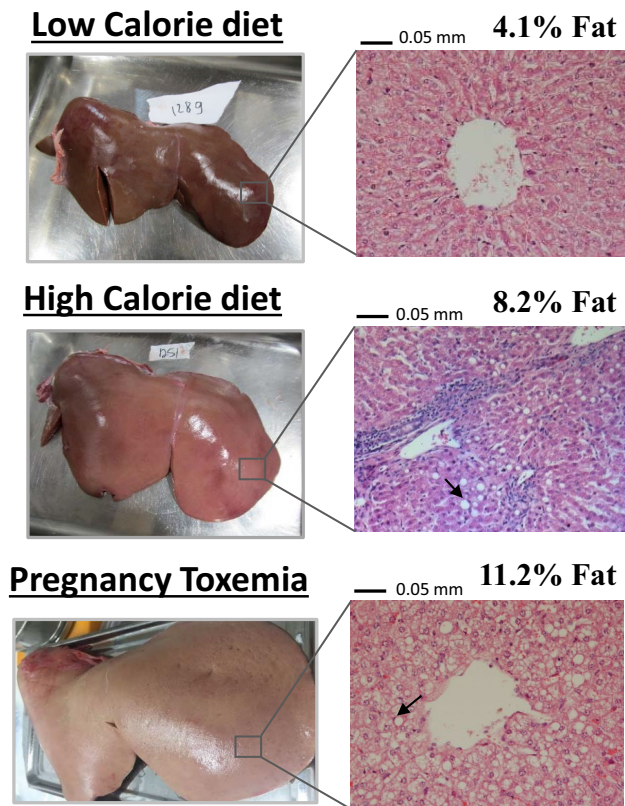 Low Calorie diet
0.05 mm
4.1% Fat
1289
High Calorie diet
0.05 mm
8.2% Fat
1251
Pregnancy Toxemia
0.05 mm
11.2% Fat